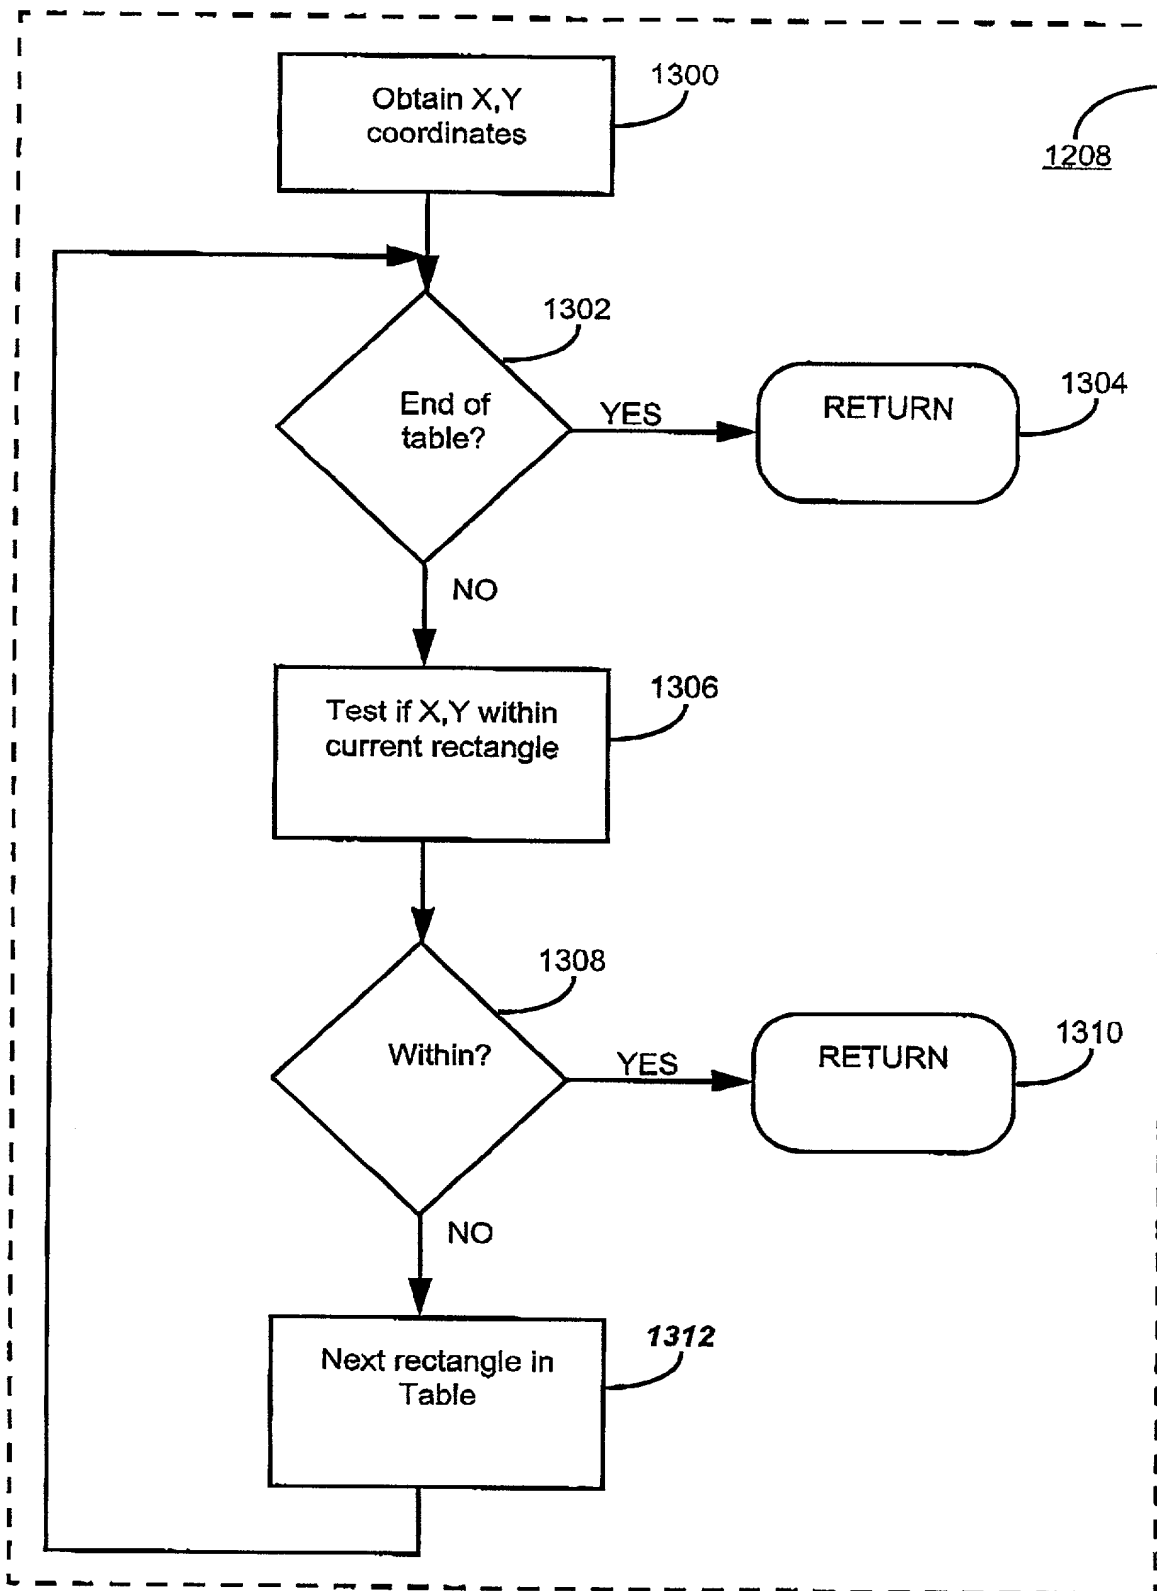 Obtain X,Y
coordinates
1300
1208
1302
End of
table?
YES
RETURN
1304
NO
Test if X,Y within
current rectangle
1306
1308
Within?
YES
RETURN
1310
NO
Next rectangle in
Table
1312